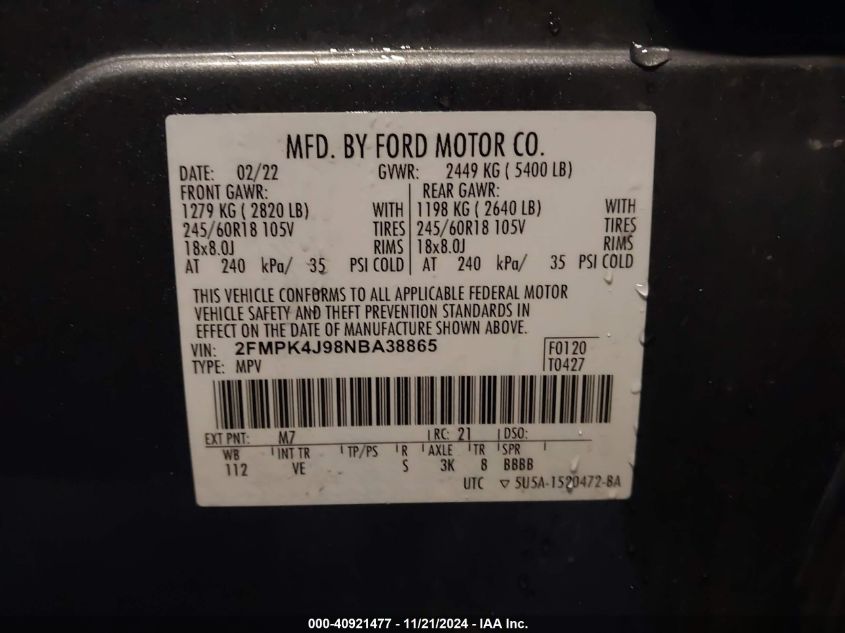 MFD. BY FORD MOTOR CO.
DATE: 02/22 GVWR: 2449 KG ( 5400 LB)
FRONT GAWR: REAR GAWR:
1279 KG ( 2820 LB) WITH 1198 KG ( 2640 LB) WITH
245/60R18 105V TIRES 245/60R18 105V TIRES
18x8.0J RIMS 18x8.0J RIMS
AT 240 kPa/ 35 PSI COLD AT 240 kPa/ 35 PSI COLD
THIS VEHICLE CONFORMS TO ALL APPLICABLE FEDERAL MOTOR
VEHICLE SAFETY AND THEFT PREVENTION STANDARDS IN
EFFECT ON THE DATE OF MANUFACTURE SHOWN ABOVE.
VIN: 2FMPK4J98NBA38865 F0120
TYPE: MPV T0427
EXT PNT: M7 RC: 21 DSO:
WB INT TR TP/PS R AXLE TR SPR
112 VE S 3K 8 BBBB
UTC ▽ 5U5A-1520472-BA
000-40921477 - 11/21/2024 - IAA Inc.